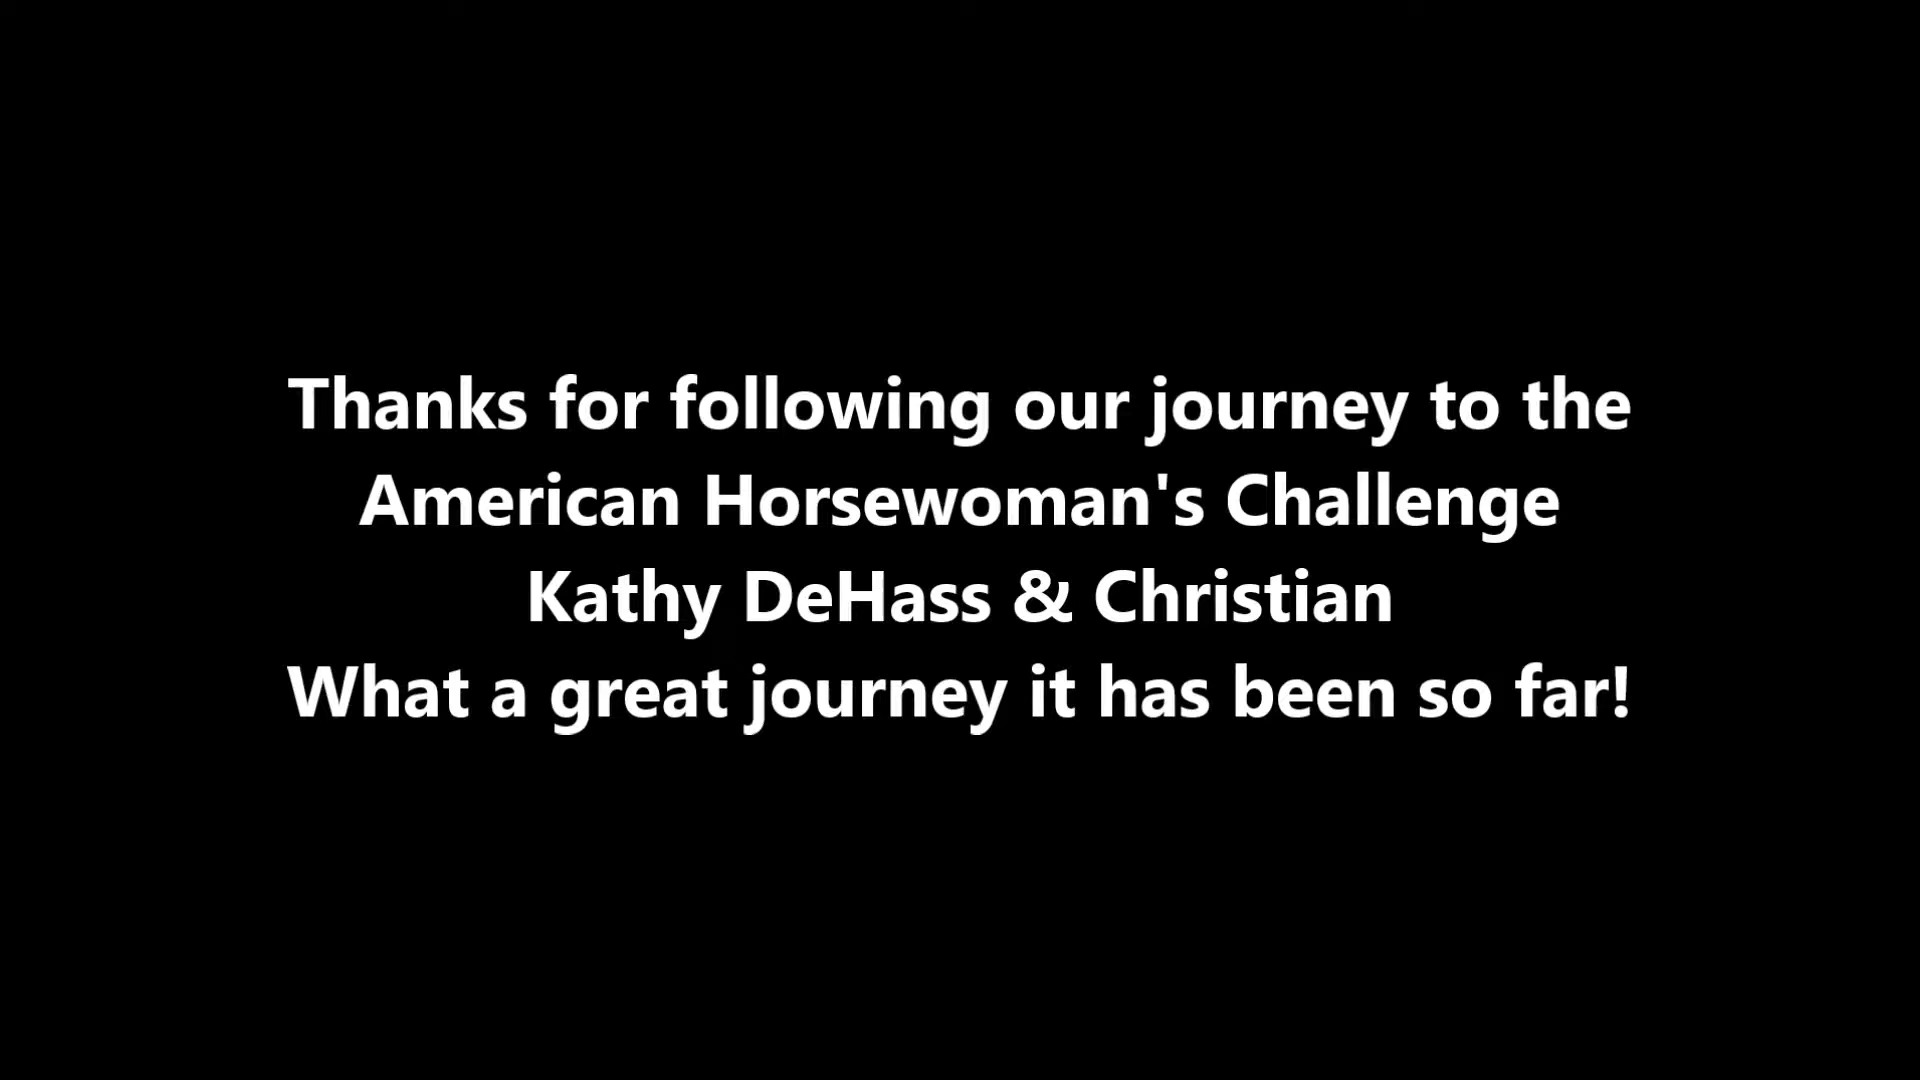 Thanks for following our journey to the
American Horsewoman's Challenge
Kathy DeHass & Christian
What a great journey it has been so far!